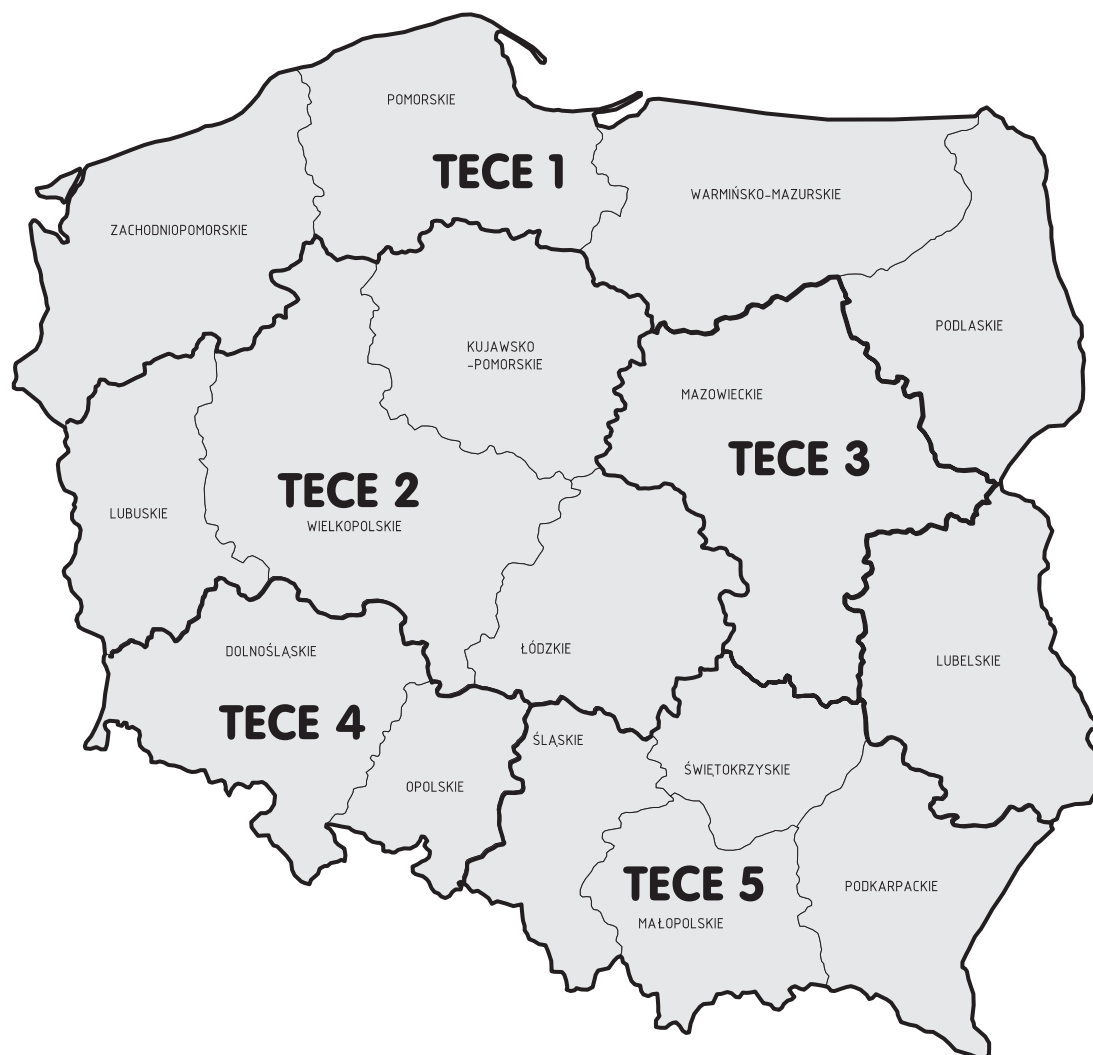 POMORSKIE
TECE 1
WARMIŃSKO-MAZURSKIE
ZACHODNIOPOMORSKIE
PODLASKIE
KUJAWSKO
-POMORSKIE
MAZOWIECKIE
TECE 3
TECE 2
LUBUSKIE
WIELKOPOLSKIE
DOLNOŚLĄSKIE
ŁÓDZKIE
LUBELSKIE
TECE 4
ŚLĄSKIE
ŚWIĘTOKRZYSKIE
OPOLSKIE
TECE 5
PODKARPACKIE
MAŁOPOLSKIE